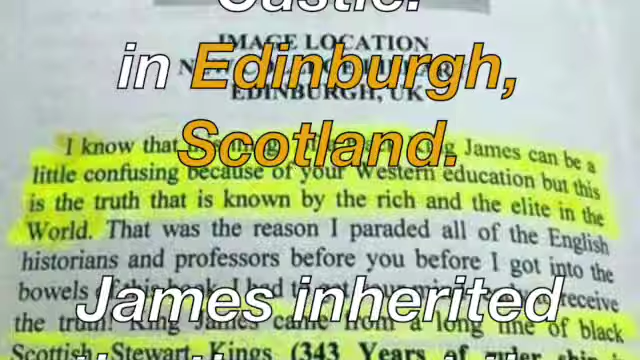 Castle.
IMAGE LOCATION
in Edinburgh,
EDINBURGH, UK
Scotland.
I know that King James can be a
little confusing because of your Western education but this
is the truth that is known by the rich and the elite in the
World. That was the reason I paraded all of the English
historians and professors before you before I got into the
bowels I had receive
James inherited
the truth! King James came from a long line of black
Scottish Stewart Kings (343 Years of